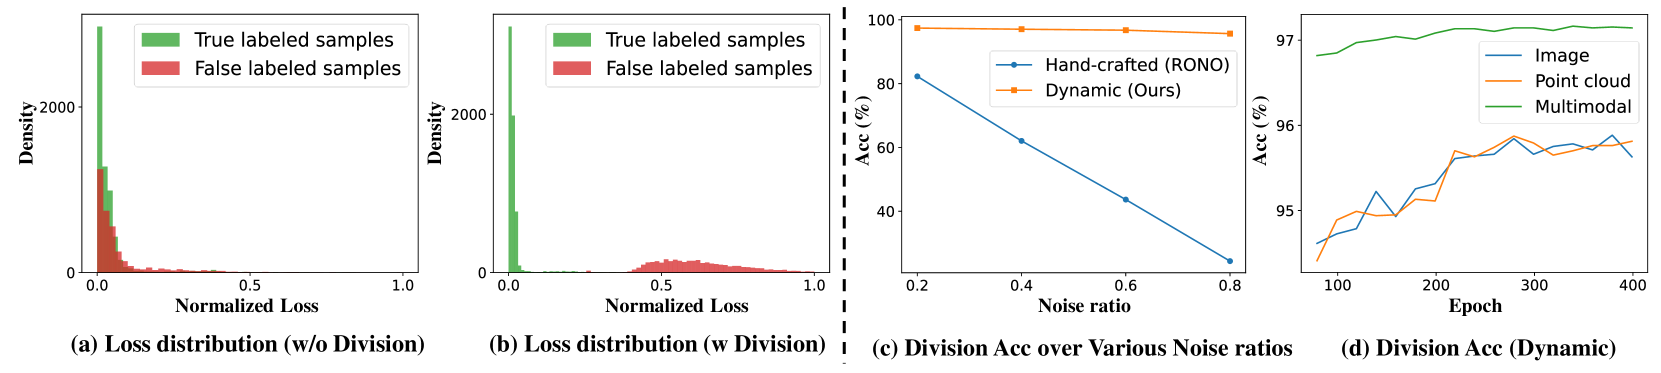 True labeled samples
False labeled samples
2000
0
Density
0.0 0.5 1.0
Normalized Loss
(a) Loss distribution (w/o Division)
True labeled samples
False labeled samples
2000
0
Density
0.0 0.5 1.0
Normalized Loss
(b) Loss distribution (w Division)
100
80
60
40
Acc (%)
Hand-crafted (RONO)
Dynamic (Ours)
0.2 0.4 0.6 0.8
Noise ratio
(c) Division Acc over Various Noise ratios
97
96
95
Acc (%)
Image
Point cloud
Multimodal
100 200 300 400
Epoch
(d) Division Acc (Dynamic)